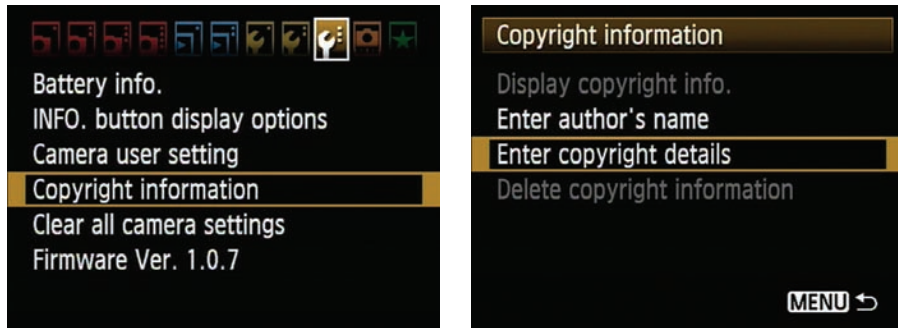 Battery info.
INFO. button display options
Camera user setting
Copyright information
Clear all camera settings
Firmware Ver. 1.0.7
Copyright information
Display copyright info.
Enter author's name
Enter copyright details
Delete copyright information
MENU